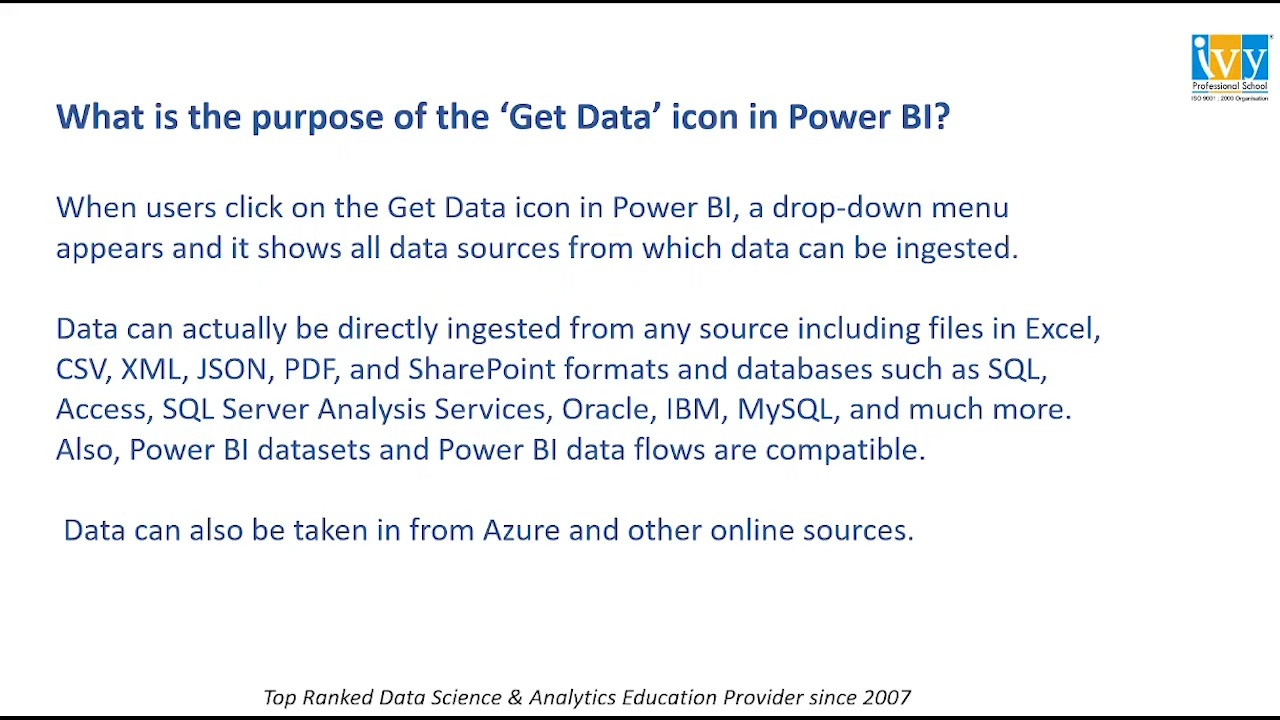 ivy
Professional School
ISO 9001 : 2000 Organisation
What is the purpose of the ‘Get Data’ icon in Power BI?
When users click on the Get Data icon in Power BI, a drop-down menu
appears and it shows all data sources from which data can be ingested.
Data can actually be directly ingested from any source including files in Excel,
CSV, XML, JSON, PDF, and SharePoint formats and databases such as SQL,
Access, SQL Server Analysis Services, Oracle, IBM, MySQL, and much more.
Also, Power BI datasets and Power BI data flows are compatible.
Data can also be taken in from Azure and other online sources.
Top Ranked Data Science & Analytics Education Provider since 2007